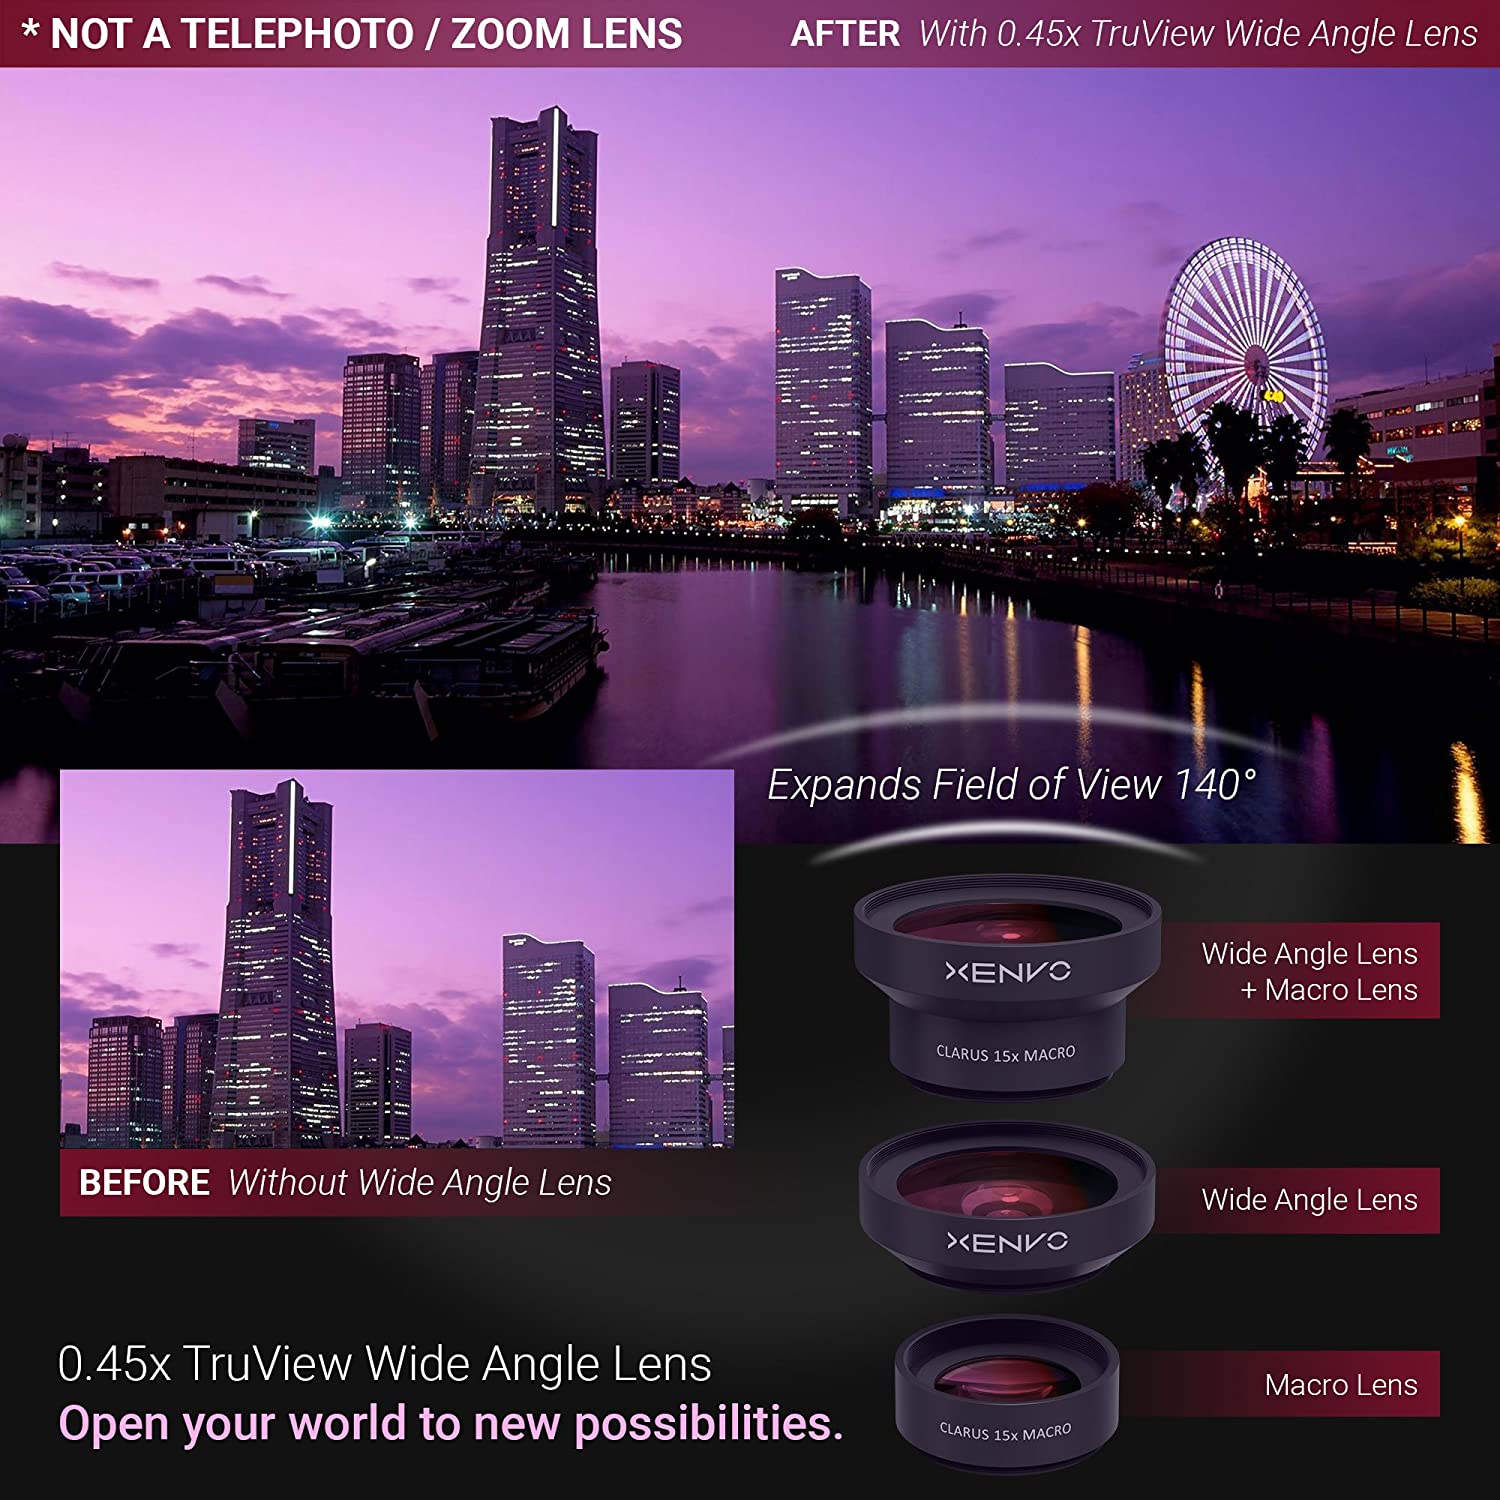 * NOT A TELEPHOTO / ZOOM LENS
AFTER With 0.45x TruView Wide Angle Lens
Expands Field of View 140°
XENVO
CLARUS 15x MACRO
Wide Angle Lens
+ Macro Lens
BEFORE Without Wide Angle Lens
XENVO
Wide Angle Lens
0.45x TruView Wide Angle Lens
Open your world to new possibilities.
CLARUS 15x MACRO
Macro Lens